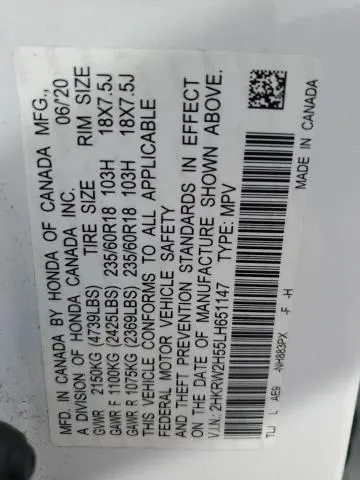 MFD. IN CANADA BY HONDA OF CANADA MFG.,
A DIVISION OF HONDA CANADA INC. 06/20
TIRE SIZE RIM SIZE
GVWR 2150KG (4739LBS)
GAWR F 1100KG (2425LBS) 235/60R18 103H 18X7.5J
GAWR R 1075KG (2369LBS) 235/60R18 103H 18X7.5J
THIS VEHICLE CONFORMS TO ALL APPLICABLE
FEDERAL MOTOR VEHICLE SAFETY
AND THEFT PREVENTION STANDARDS IN EFFECT
ON THE DATE OF MANUFACTURE SHOWN ABOVE.
V.I.N.: 2HKRW2H55LH651147 TYPE: MPV
TLJ L AE9 -NH883PX -F -H
MADE IN CANADA